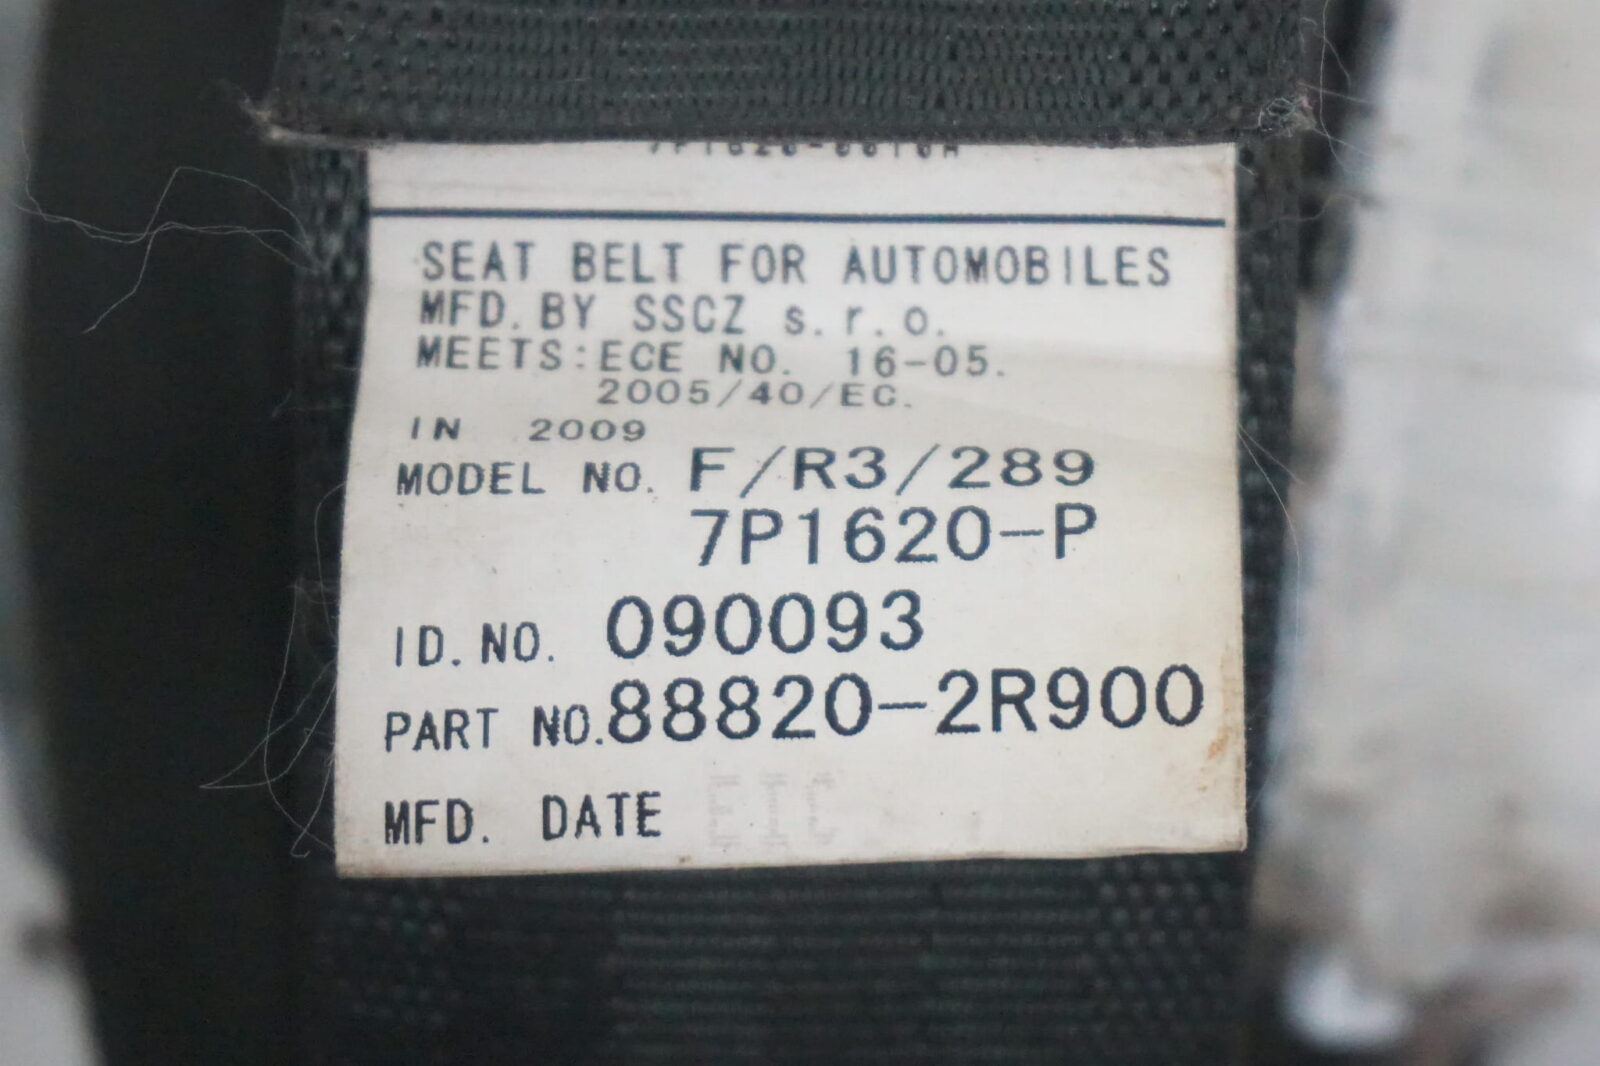 SEAT BELT FOR AUTOMOBILES
MFD. BY SSCZ s.r.o.
MEETS:ECE NO. 16-05.
2005/40/EC.
IN 2009
MODEL NO. F/R3/289
7P1620-P
ID. NO. 090093
PART NO. 88820-2R900
MFD. DATE